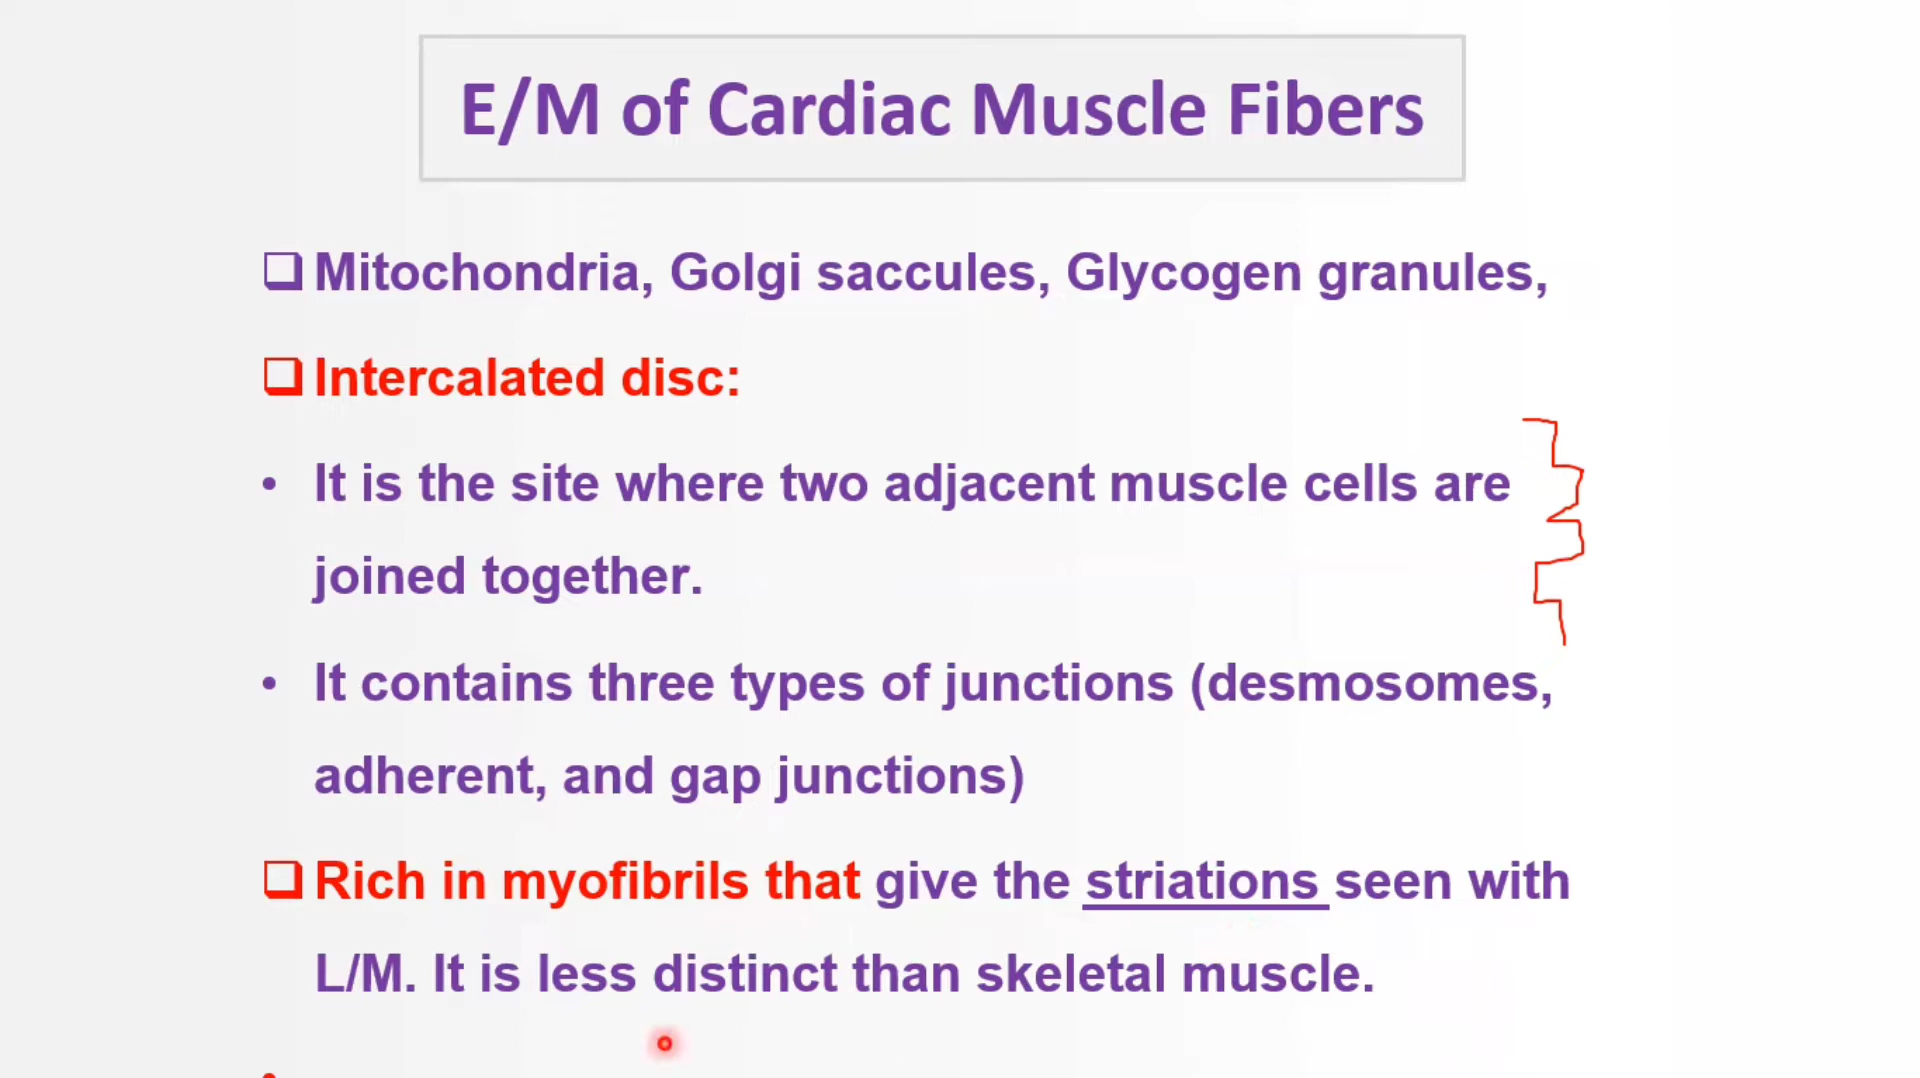 E/M of Cardiac Muscle Fibers
❑ Mitochondria, Golgi saccules, Glycogen granules,
❑ Intercalated disc:
• It is the site where two adjacent muscle cells are
joined together.
• It contains three types of junctions (desmosomes,
adherent, and gap junctions)
❑ Rich in myofibrils that give the striations seen with
L/M. It is less distinct than skeletal muscle.